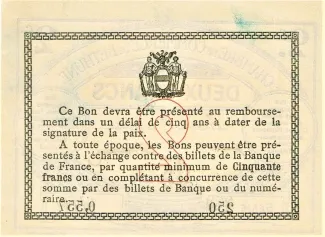 Ce Bon devra être présenté au rembourse-
ment dans un délai de cinq ans à dater de la
signature de la paix.
A toute époque, les Bons peuvent être pré-
sentés à l'échange contre des billets de la Banque
de France, par quantité minimum de Cinquante
francs ou en complétant à concurrence de cette
somme par des billets de Banque ou du numé-
raire.
0,557 250